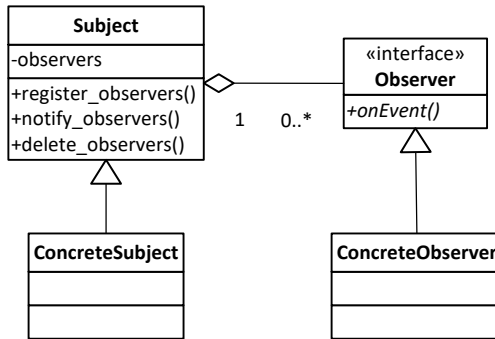 Subject
-observers
+register_observers()
+notify_observers()
+delete_observers()
1 0..*
«interface»
Observer
+onEvent()
ConcreteSubject
ConcreteObserver